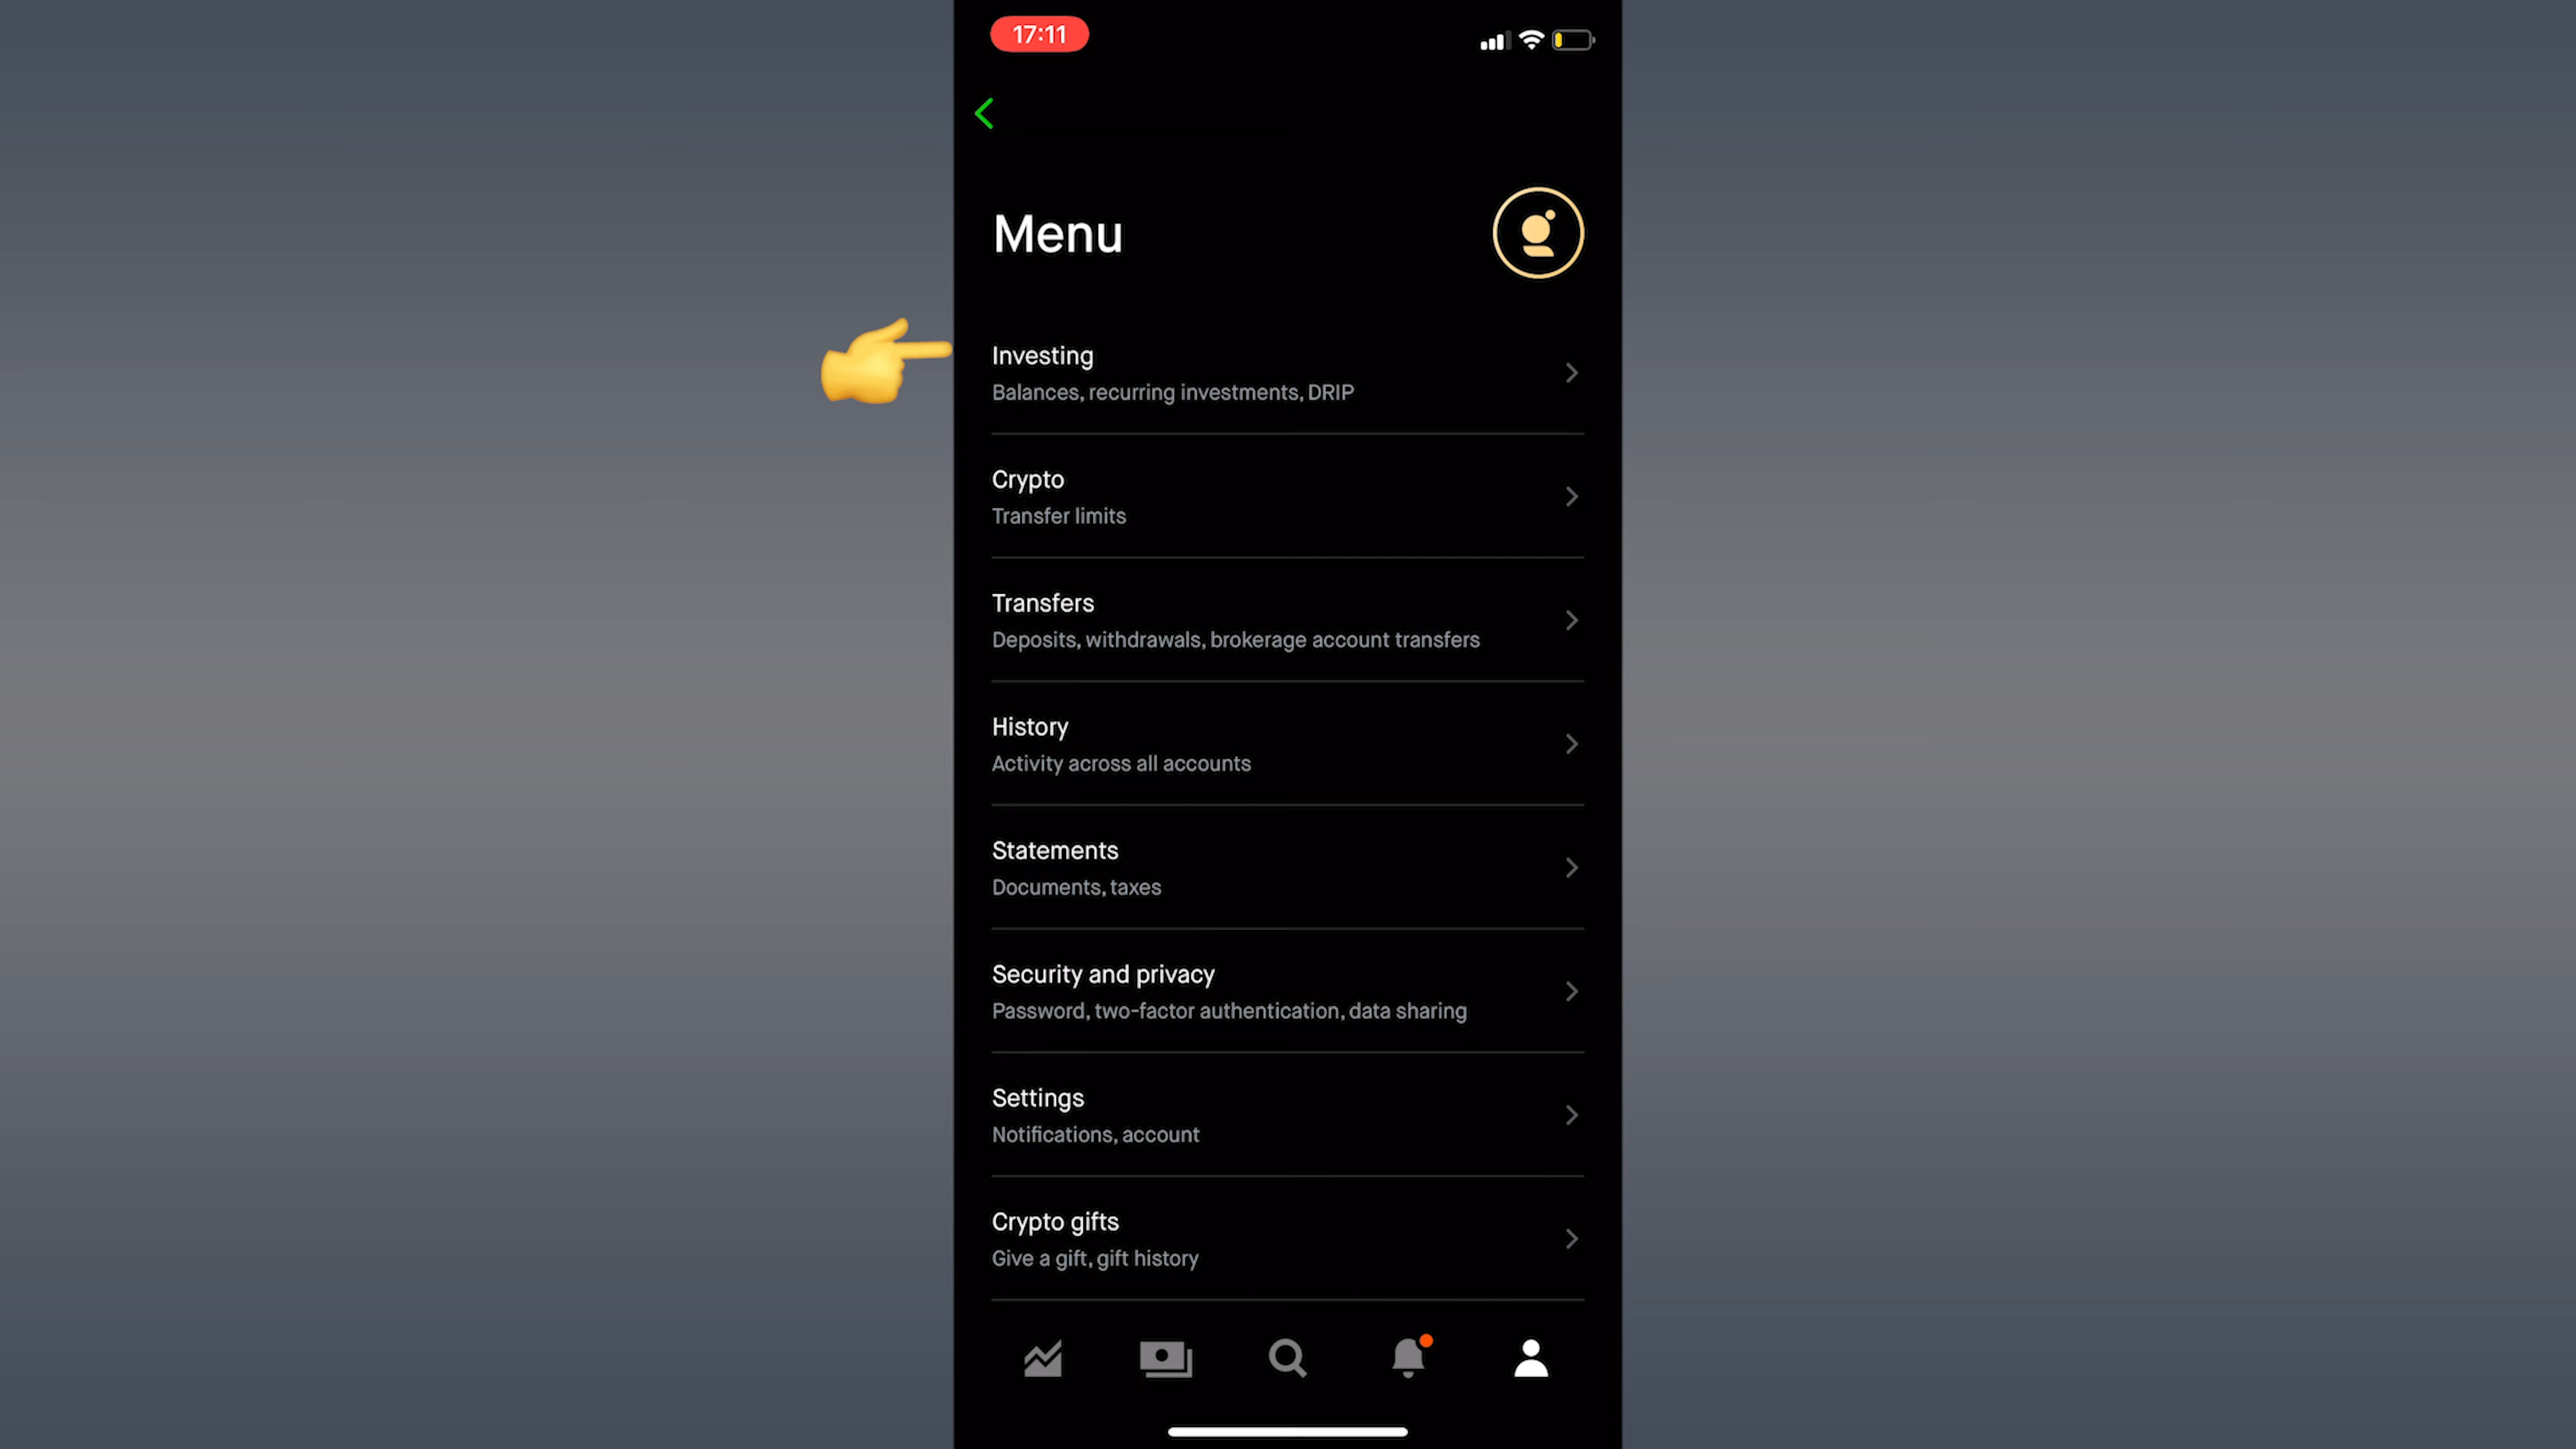 17:11
Menu
Investing
Balances, recurring investments, DRIP
Crypto
Transfer limits
Transfers
Deposits, withdrawals, brokerage account transfers
History
Activity across all accounts
Statements
Documents, taxes
Security and privacy
Password, two-factor authentication, data sharing
Settings
Notifications, account
Crypto gifts
Give a gift, gift history